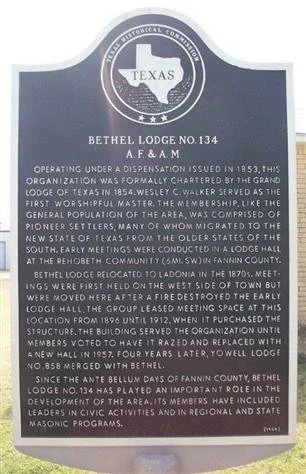 TEXAS HISTORICAL COMMISSION
TEXAS
BETHEL LODGE NO. 134
A. F. & A. M.
OPERATING UNDER A DISPENSATION ISSUED IN 1853, THIS
ORGANIZATION WAS FORMALLY CHARTERED BY THE GRAND
LODGE OF TEXAS IN 1854. WESLEY C. WALKER SERVED AS THE
FIRST WORSHIPFUL MASTER. THE MEMBERSHIP, LIKE THE
GENERAL POPULATION OF THE AREA, WAS COMPRISED OF
PIONEER SETTLERS, MANY OF WHOM MIGRATED TO THE
NEW STATE OF TEXAS FROM THE OLDER STATES OF THE
SOUTH. EARLY MEETINGS WERE CONDUCTED IN A LODGE HALL
AT THE REHOBETH COMMUNITY (6 MI. SW) IN FANNIN COUNTY.
BETHEL LODGE RELOCATED TO LADONIA IN THE 1870s. MEET-
INGS WERE FIRST HELD ON THE WEST SIDE OF TOWN BUT
WERE MOVED HERE AFTER A FIRE DESTROYED THE EARLY
LODGE HALL. THE GROUP LEASED MEETING SPACE AT THIS
LOCATION FROM 1896 UNTIL 1912, WHEN IT PURCHASED THE
STRUCTURE. THE BUILDING SERVED THE ORGANIZATION UNTIL
MEMBERS VOTED TO HAVE IT RAZED AND REPLACED WITH
A NEW HALL IN 1957. FOUR YEARS LATER, YOWELL LODGE
NO. 858 MERGED WITH BETHEL.
SINCE THE ANTE BELLUM DAYS OF FANNIN COUNTY, BETHEL
LODGE NO. 134 HAS PLAYED AN IMPORTANT ROLE IN THE
DEVELOPMENT OF THE AREA. ITS MEMBERS HAVE INCLUDED
LEADERS IN CIVIC ACTIVITIES AND IN REGIONAL AND STATE
MASONIC PROGRAMS.